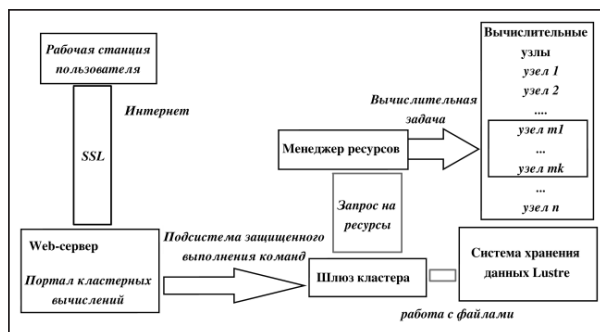 Рабочая станция
пользователя
Интернет
SSL
Web-сервер
Портал кластерных
вычислений
Подсистема защищенного
выполнения команд
Шлюз кластера
Запрос на
ресурсы
Менеджер ресурсов
Вычислительная
задача
Вычислительные
узлы
узел 1
узел 2
....
узел m1
...
узел mk
...
узел n
Система хранения
данных Lustre
работа с файлами